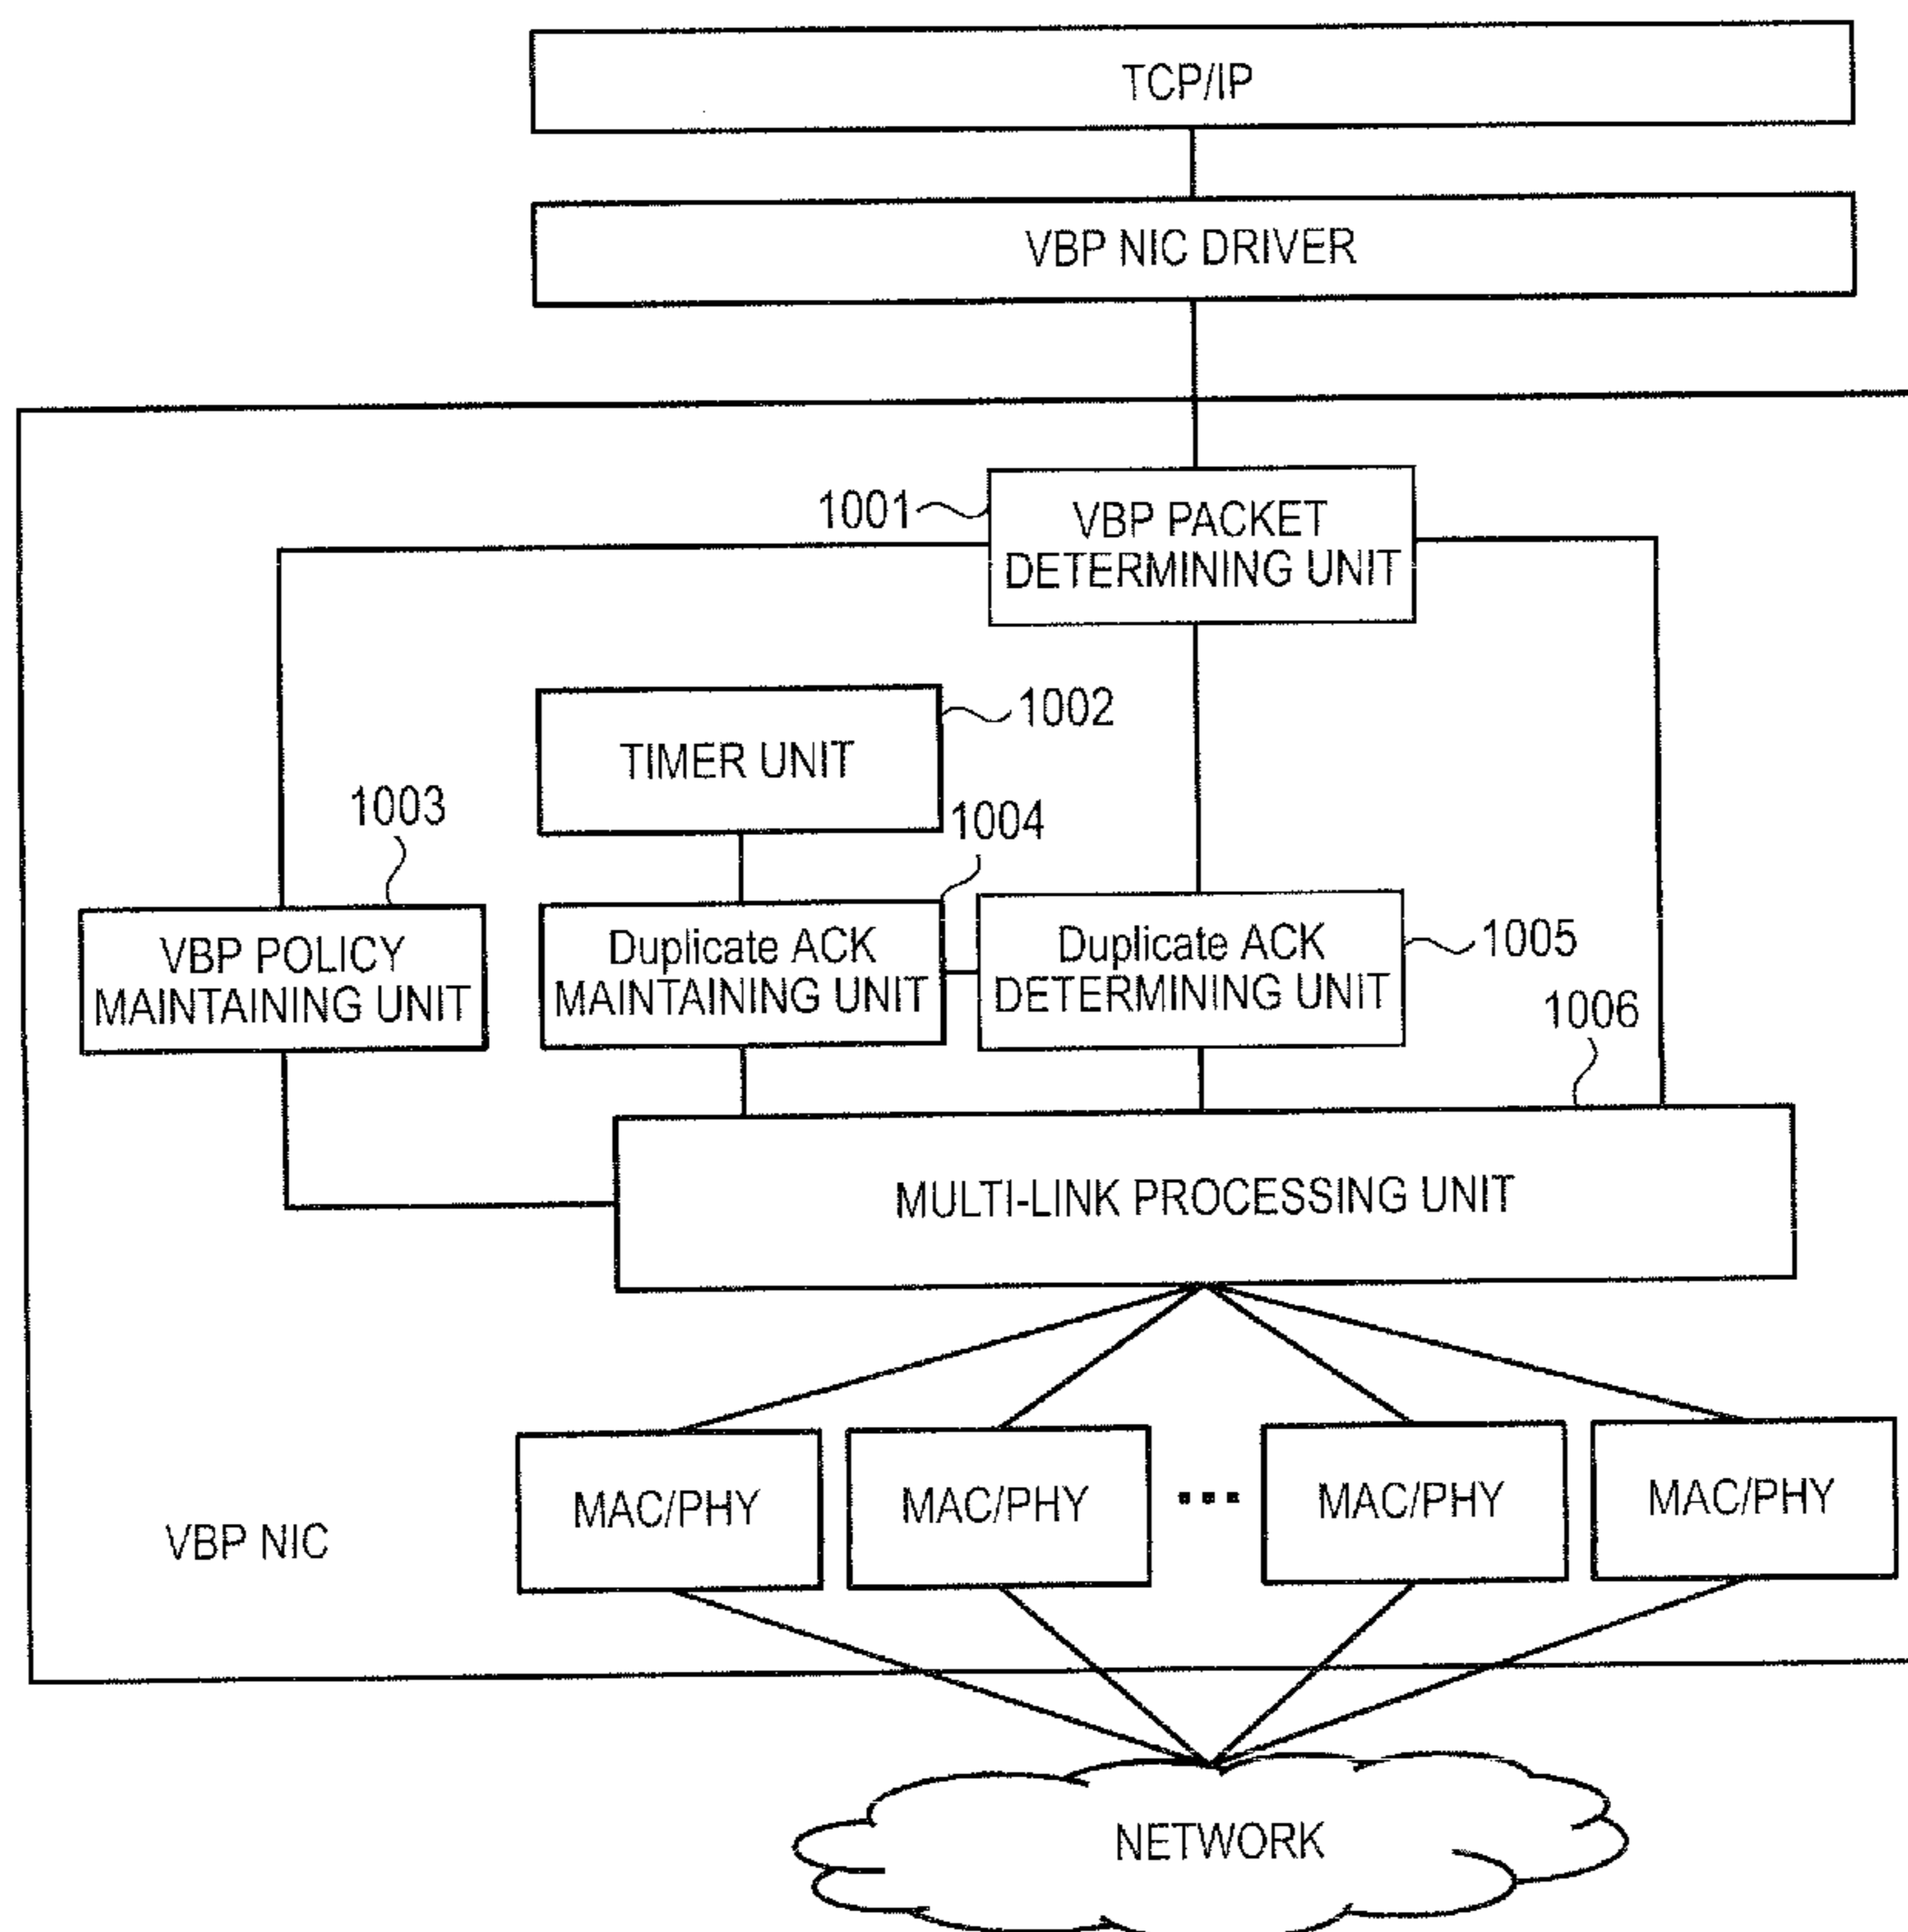 TCP/IP
VBP NIC DRIVER
1001
VBP PACKET
DETERMINING UNIT
1002
TIMER UNIT
1003
1004
VBP POLICY
MAINTAINING UNIT
Duplicate ACK
MAINTAINING UNIT
Duplicate ACK
DETERMINING UNIT
1005
1006
MULTI-LINK PROCESSING UNIT
MAC/PHY
MAC/PHY
...
MAC/PHY
MAC/PHY
VBP NIC
NETWORK